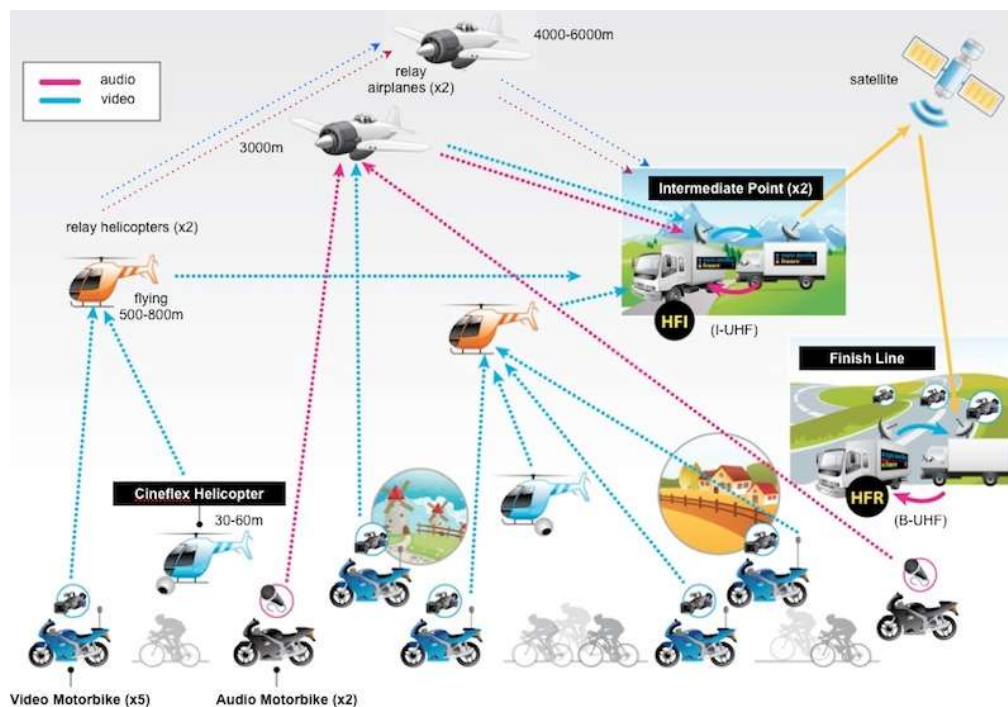 audio
video
4000-6000m
relay
airplanes (x2)
satellite
3000m
Intermediate Point (x2)
relay helicopters (x2)
flying
500-800m
HFI
(I-UHF)
Finish Line
Cineflex Helicopter
30-60m
HFR
(B-UHF)
Video Motorbike (x5)
Audio Motorbike (x2)